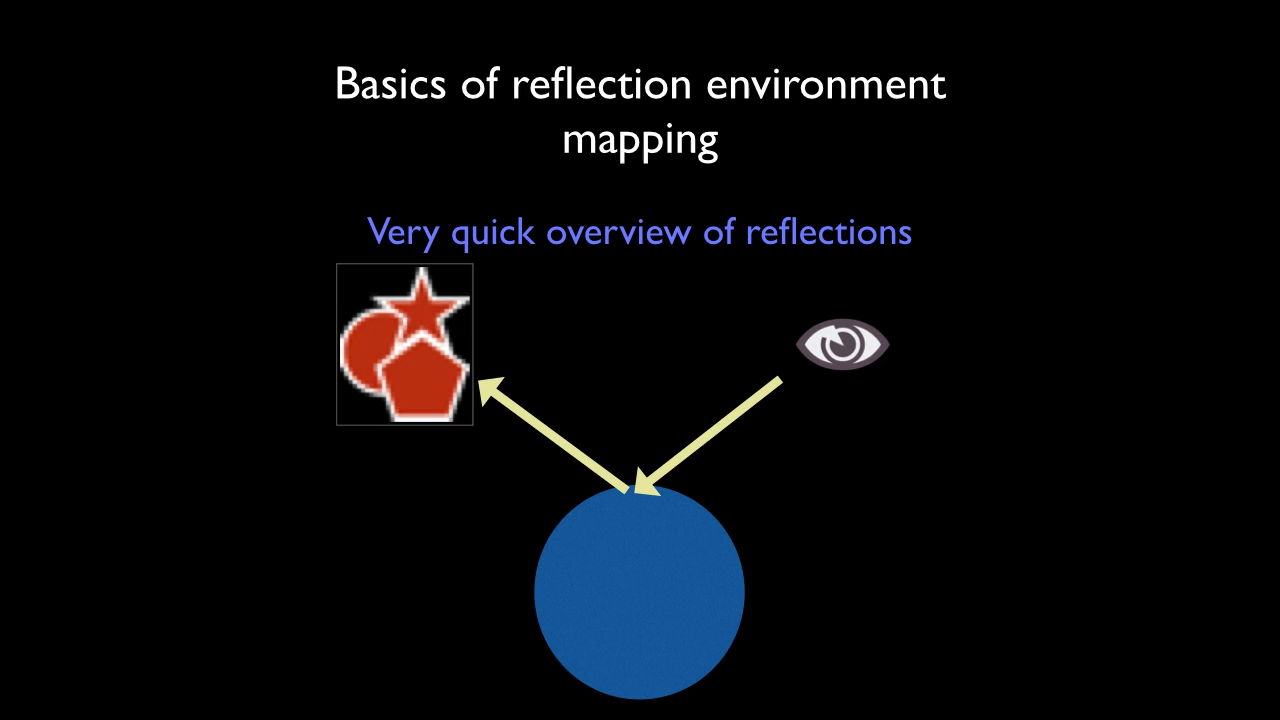 Basics of reflection environment
mapping
Very quick overview of reflections